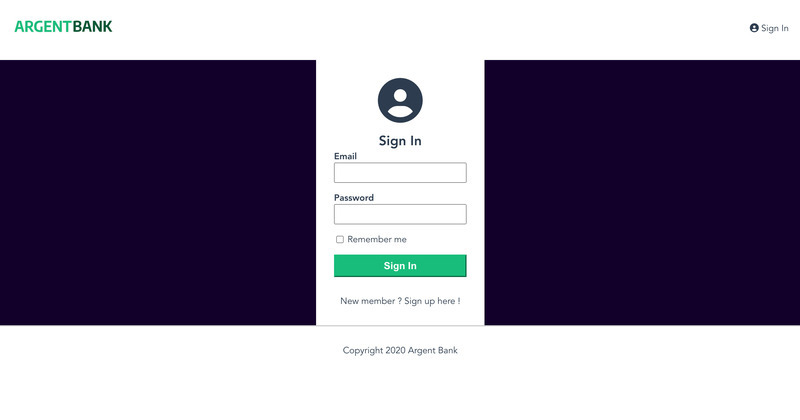 ARGENTBANK
Sign In
Sign In
Email
Password
Remember me
Sign In
New member ? Sign up here !
Copyright 2020 Argent Bank